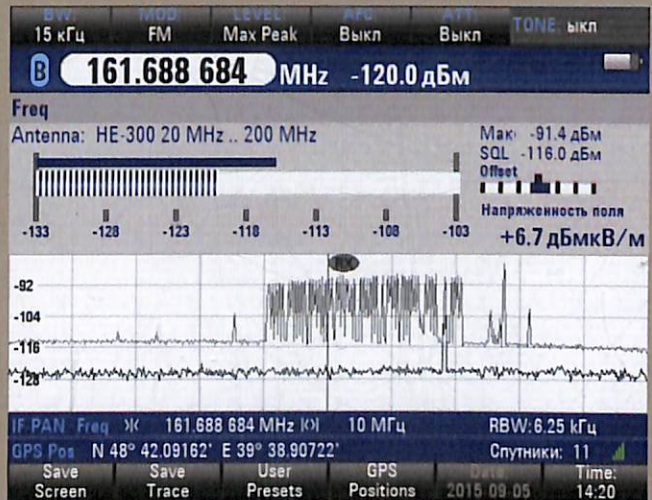 BW MOD LEVEL: AFC ATT: TONE: ыкл
15 кГц FM Max Peak Выкл Выкл
B 161.688 684 MHz -120.0 дБм
Freq
Antenna: HE-300 20 MHz .. 200 MHz
Мак -91.4 дБм
SQL -116.0 дБм
Offset
Напряженность поля
+6.7 дБмкВ/м
-133 -128 -123 -118 -113 -108 -103
-92
-104
-116
-128
IF PAN Freq 161.688 684 MHz 10 МГц RBW: 6.25 кГц
GPS Pos N 48° 42.09162' E 39° 38.90722' Спутники: 11
Save Screen Save Trace User Presets GPS Positions Date 2015-09-05 Time: 14:20